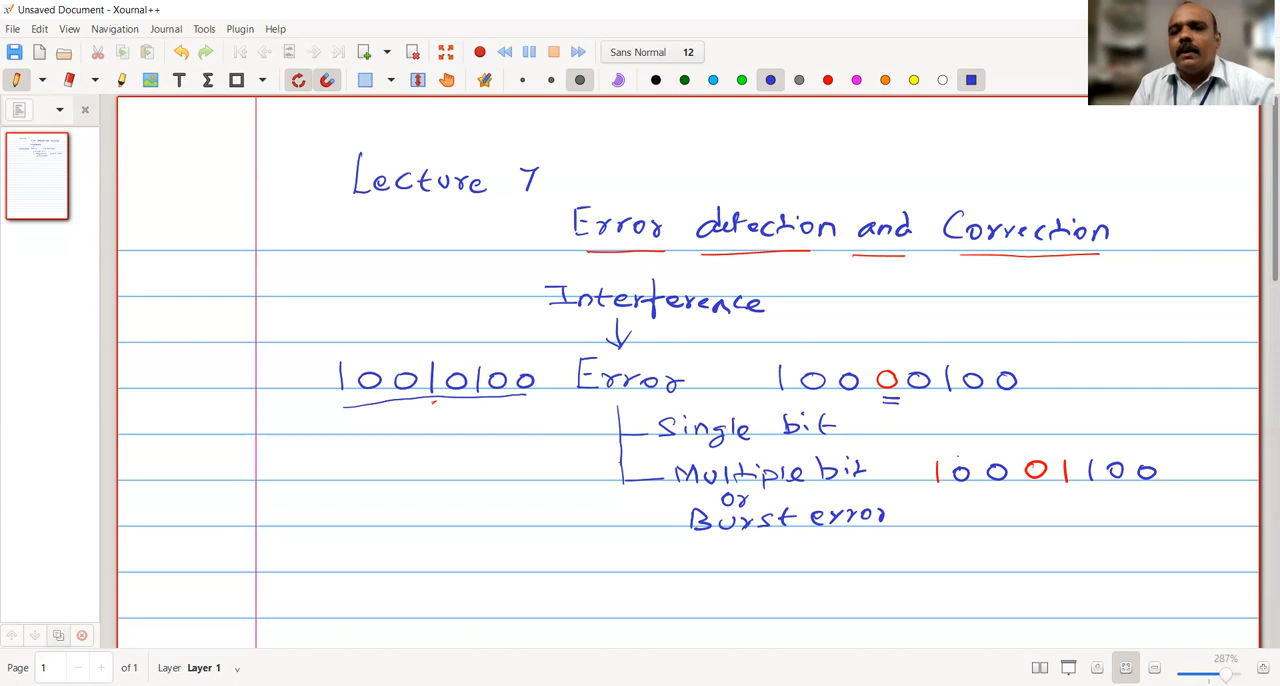 Unsaved Document - Xournal++
File Edit View Navigation Journal Tools Plugin Help
Sans Normal 12
Lecture 7
Error detection and Correction
Interference
10010100 Error 10000100
Single bit
Multiple bit 10001100
or
Burst error
Page 1 of 1 Layer Layer 1 287%